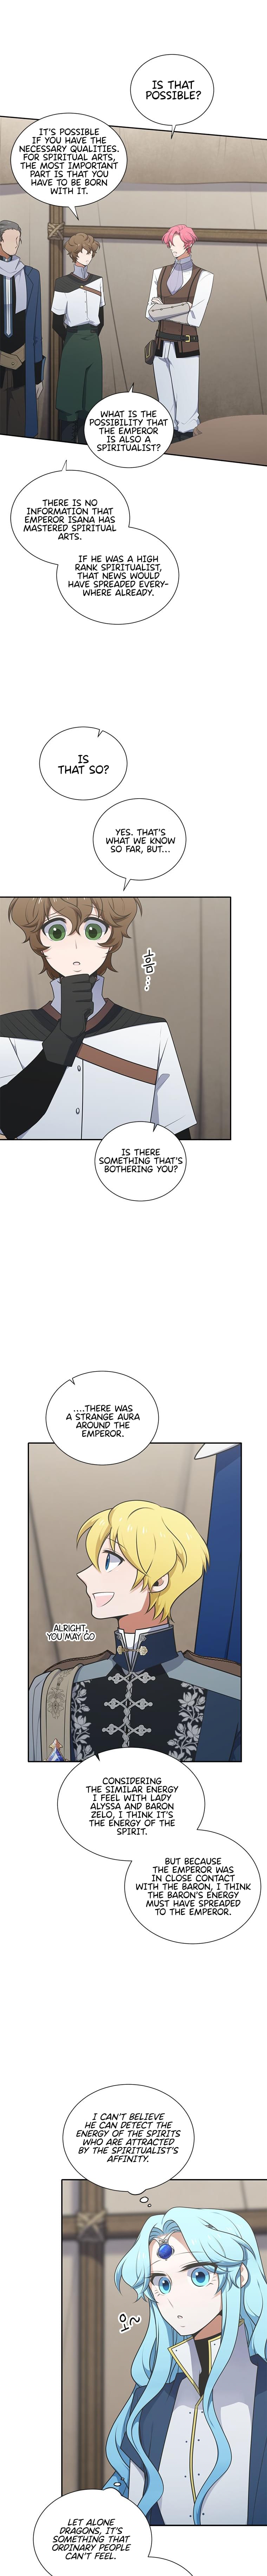 IS THAT
POSSIBLE?
IT'S POSSIBLE
IF YOU HAVE THE
NECESSARY QUALITIES.
FOR SPIRITUAL ARTS,
THE MOST IMPORTANT
PART IS THAT YOU
HAVE TO BE BORN
WITH IT.
WHAT IS THE
POSSIBILITY THAT
THE EMPEROR
IS ALSO A
SPIRITUALIST?
THERE IS NO
INFORMATION THAT
EMPEROR ISANA HAS
MASTERED SPIRITUAL
ARTS.
IF HE WAS A HIGH
RANK SPIRITUALIST,
THAT NEWS WOULD
HAVE SPREADED EVERY-
WHERE ALREADY.
IS
THAT SO?
YES. THAT'S
WHAT WE KNOW
SO FAR, BUT...
흐음...
IS THERE
SOMETHING THAT'S
BOTHERING YOU?
....THERE WAS
A STRANGE AURA
AROUND THE
EMPEROR.
ALRIGHT,
YOU MAY GO
CONSIDERING
THE SIMILAR ENERGY
I FEEL WITH LADY
ALYSSA AND BARON
ZELO, I THINK IT'S
THE ENERGY OF THE
SPIRIT.
BUT BECAUSE
THE EMPEROR WAS
IN CLOSE CONTACT
WITH THE BARON, I THINK
THE BARON'S ENERGY
MUST HAVE SPREADED
TO THE EMPEROR.
I CAN'T BELIEVE
HE CAN DETECT THE
ENERGY OF THE SPIRITS
WHO ARE ATTRACTED
BY THE SPIRITUALIST'S
AFFINITY.
오~
LET ALONE
DRAGONS, IT'S
SOMETHING THAT
ORDINARY PEOPLE
CAN'T FEEL.